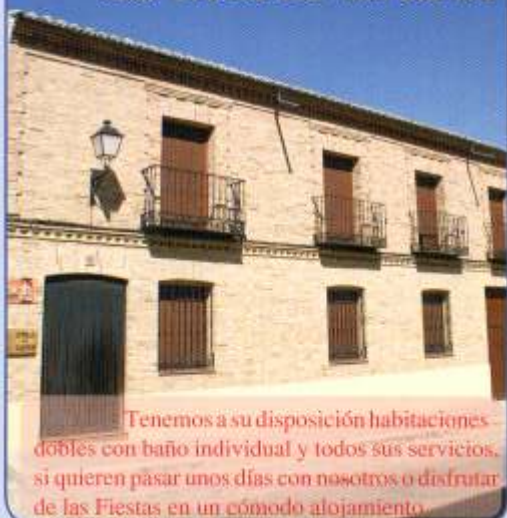 Tenemos a su disposición habitaciones
dobles con baño individual y todos sus servicios,
si quieren pasar unos días con nosotros o disfrutar
de las Fiestas en un cómodo alojamiento.